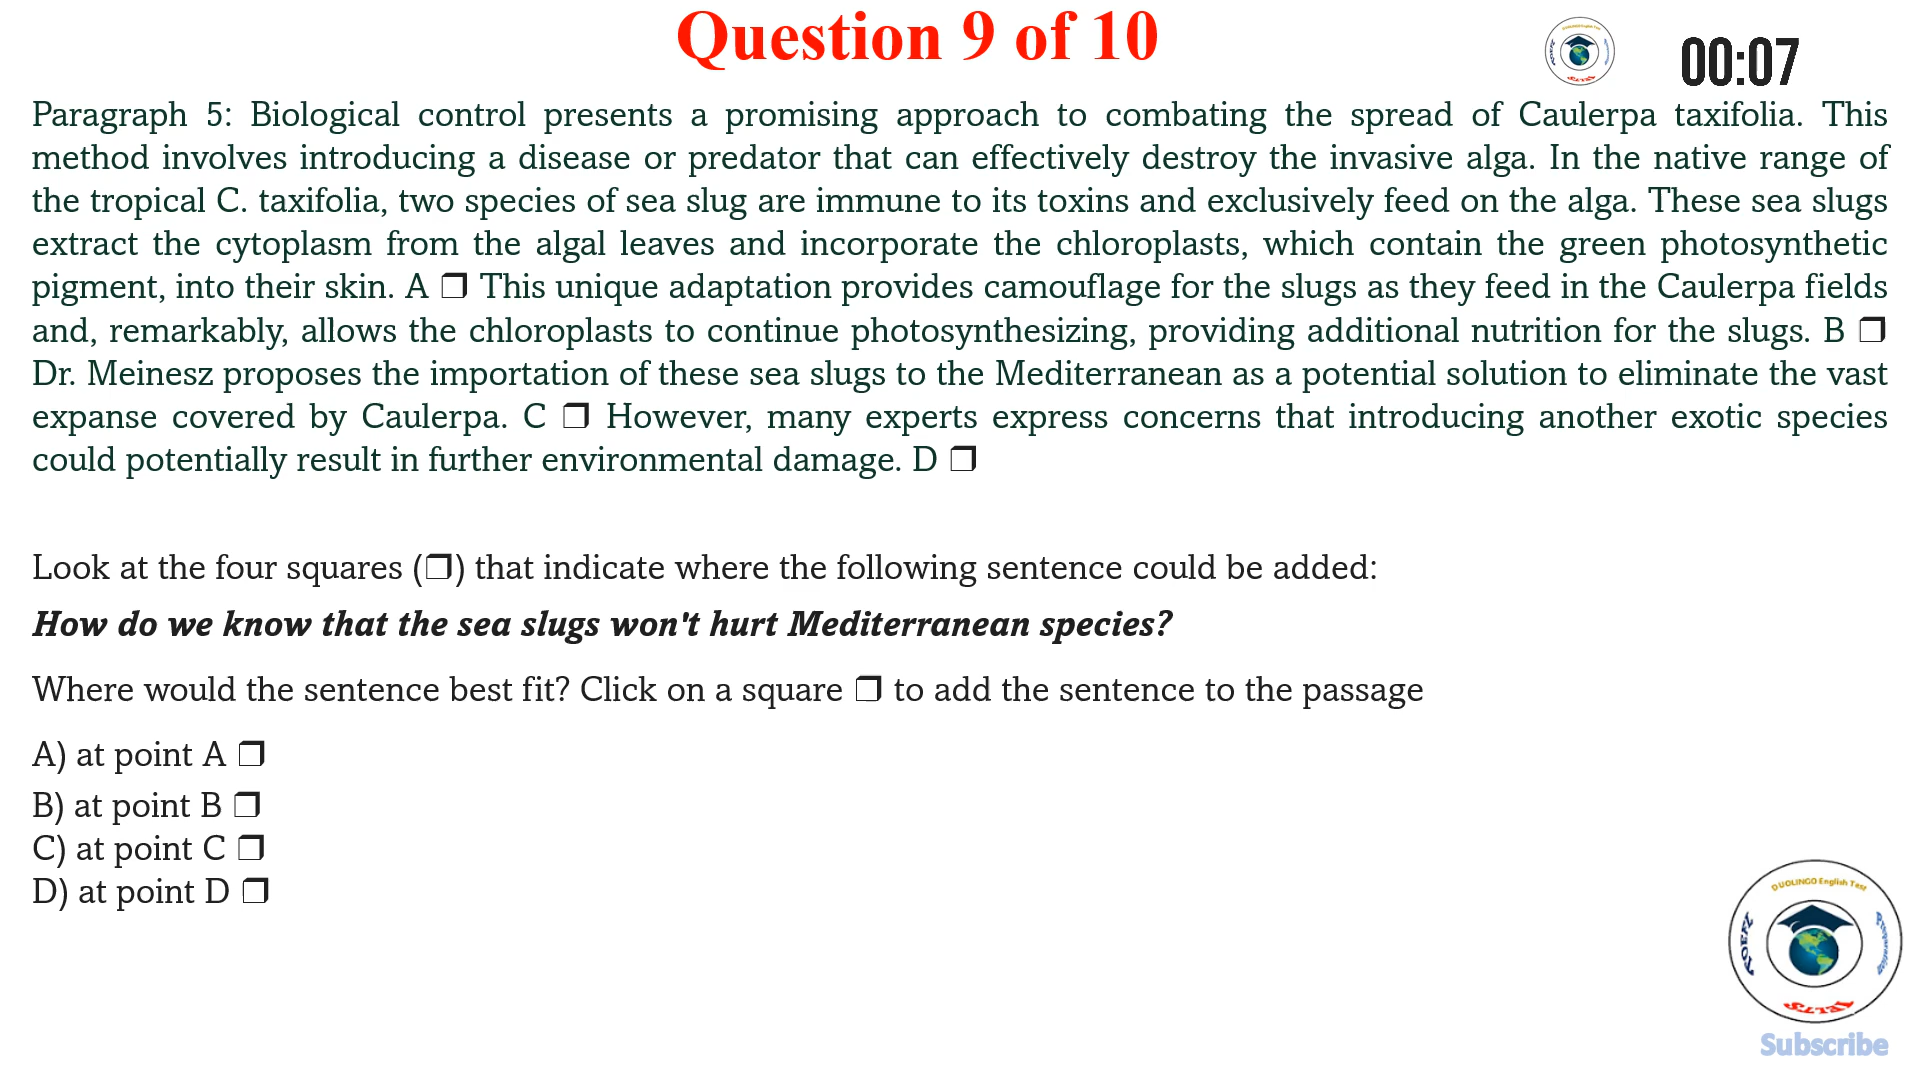 Question 9 of 10
00:07
Paragraph 5: Biological control presents a promising approach to combating the spread of Caulerpa taxifolia. This
method involves introducing a disease or predator that can effectively destroy the invasive alga. In the native range of
the tropical C. taxifolia, two species of sea slug are immune to its toxins and exclusively feed on the alga. These sea slugs
extract the cytoplasm from the algal leaves and incorporate the chloroplasts, which contain the green photosynthetic
pigment, into their skin. A ❒ This unique adaptation provides camouflage for the slugs as they feed in the Caulerpa fields
and, remarkably, allows the chloroplasts to continue photosynthesizing, providing additional nutrition for the slugs. B ❒
Dr. Meinesz proposes the importation of these sea slugs to the Mediterranean as a potential solution to eliminate the vast
expanse covered by Caulerpa. C ❒ However, many experts express concerns that introducing another exotic species
could potentially result in further environmental damage. D ❒
Look at the four squares (❒) that indicate where the following sentence could be added:
How do we know that the sea slugs won't hurt Mediterranean species?
Where would the sentence best fit? Click on a square ❒ to add the sentence to the passage
A) at point A ❒
B) at point B ❒
C) at point C ❒
D) at point D ❒
DUOLINGO English Test
TOEFL
Preparation
IELTS
Subscribe